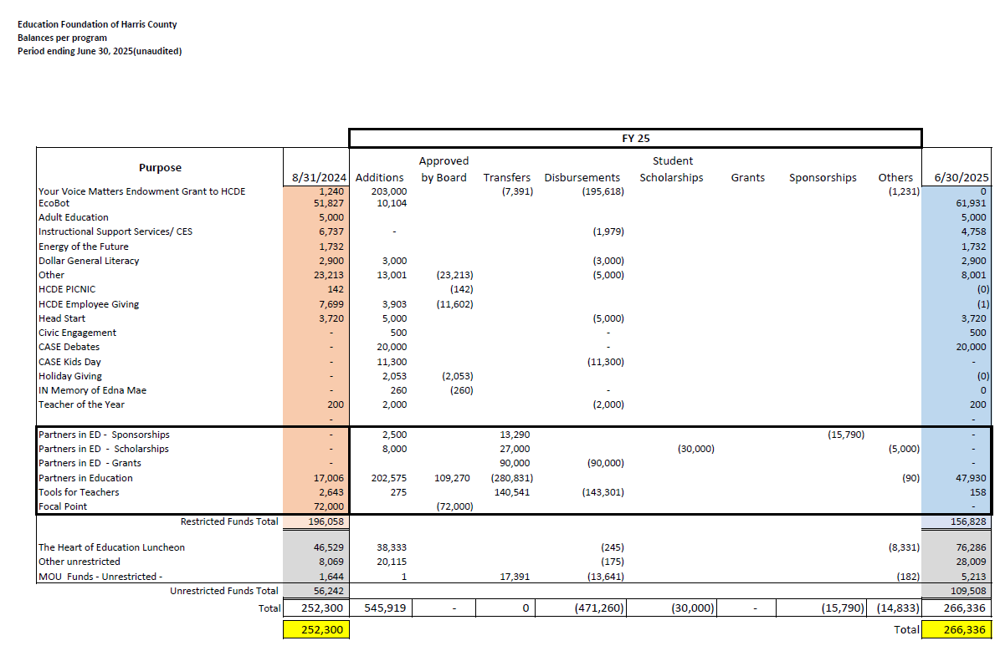 Education Foundation of Harris County
Balances per program
Period ending June 30, 2025(unaudited)
FY 25
Approved Student
Purpose
8/31/2024 Additions by Board Transfers Disbursements Scholarships Grants Sponsorships Others 6/30/2025
Your Voice Matters Endowment Grant to HCDE 1,240 203,000 (7,391) (195,618) (1,231) 0
EcoBot 51,827 10,104 61,931
Adult Education 5,000 5,000
Instructional Support Services/ CES 6,737 - (1,979) 4,758
Energy of the Future 1,732 1,732
Dollar General Literacy 2,900 3,000 (3,000) 2,900
Other 23,213 13,001 (23,213) (5,000) 8,001
HCDE PICNIC 142 (142) (0)
HCDE Employee Giving 7,699 3,903 (11,602) (1)
Head Start 3,720 5,000 (5,000) 3,720
Civic Engagement - 500 - 500
CASE Debates - 20,000 - 20,000
CASE Kids Day - 11,300 (11,300) -
Holiday Giving - 2,053 (2,053) (0)
IN Memory of Edna Mae - 260 (260) - 0
Teacher of the Year 200 2,000 (2,000) 200
- -
Partners in ED - Sponsorships - 2,500 13,290 (15,790) -
Partners in ED - Scholarships - 8,000 27,000 (30,000) (5,000) -
Partners in ED - Grants - 90,000 (90,000) -
Partners in Education 17,006 202,575 109,270 (280,831) (90) 47,930
Tools for Teachers 2,643 275 140,541 (143,301) 158
Focal Point 72,000 (72,000) -
Restricted Funds Total 196,058 156,828
The Heart of Education Luncheon 46,529 38,333 (245) (8,331) 76,286
Other unrestricted 8,069 20,115 (175) 28,009
MOU Funds - Unrestricted - 1,644 1 17,391 (13,641) (182) 5,213
Unrestricted Funds Total 56,242 109,508
Total 252,300 545,919 - 0 (471,260) (30,000) - (15,790) (14,833) 266,336
252,300 Total 266,336